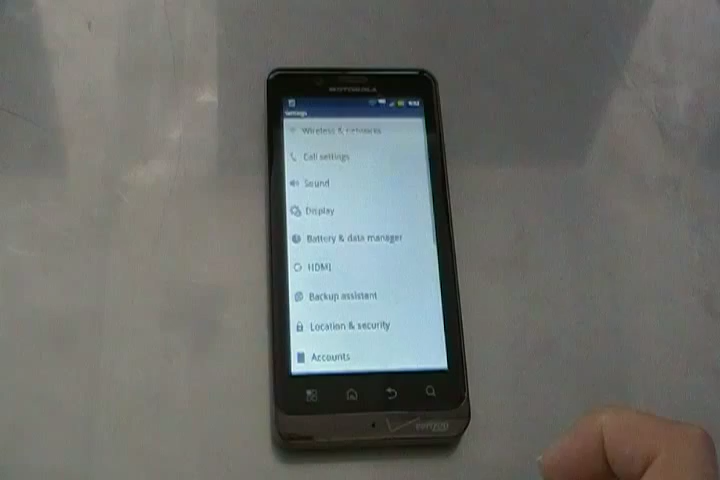 MOTOROLA
Settings
Wireless & networks
Call settings
Sound
Display
Battery & data manager
HDMI
Backup assistant
Location & security
Accounts
verizon